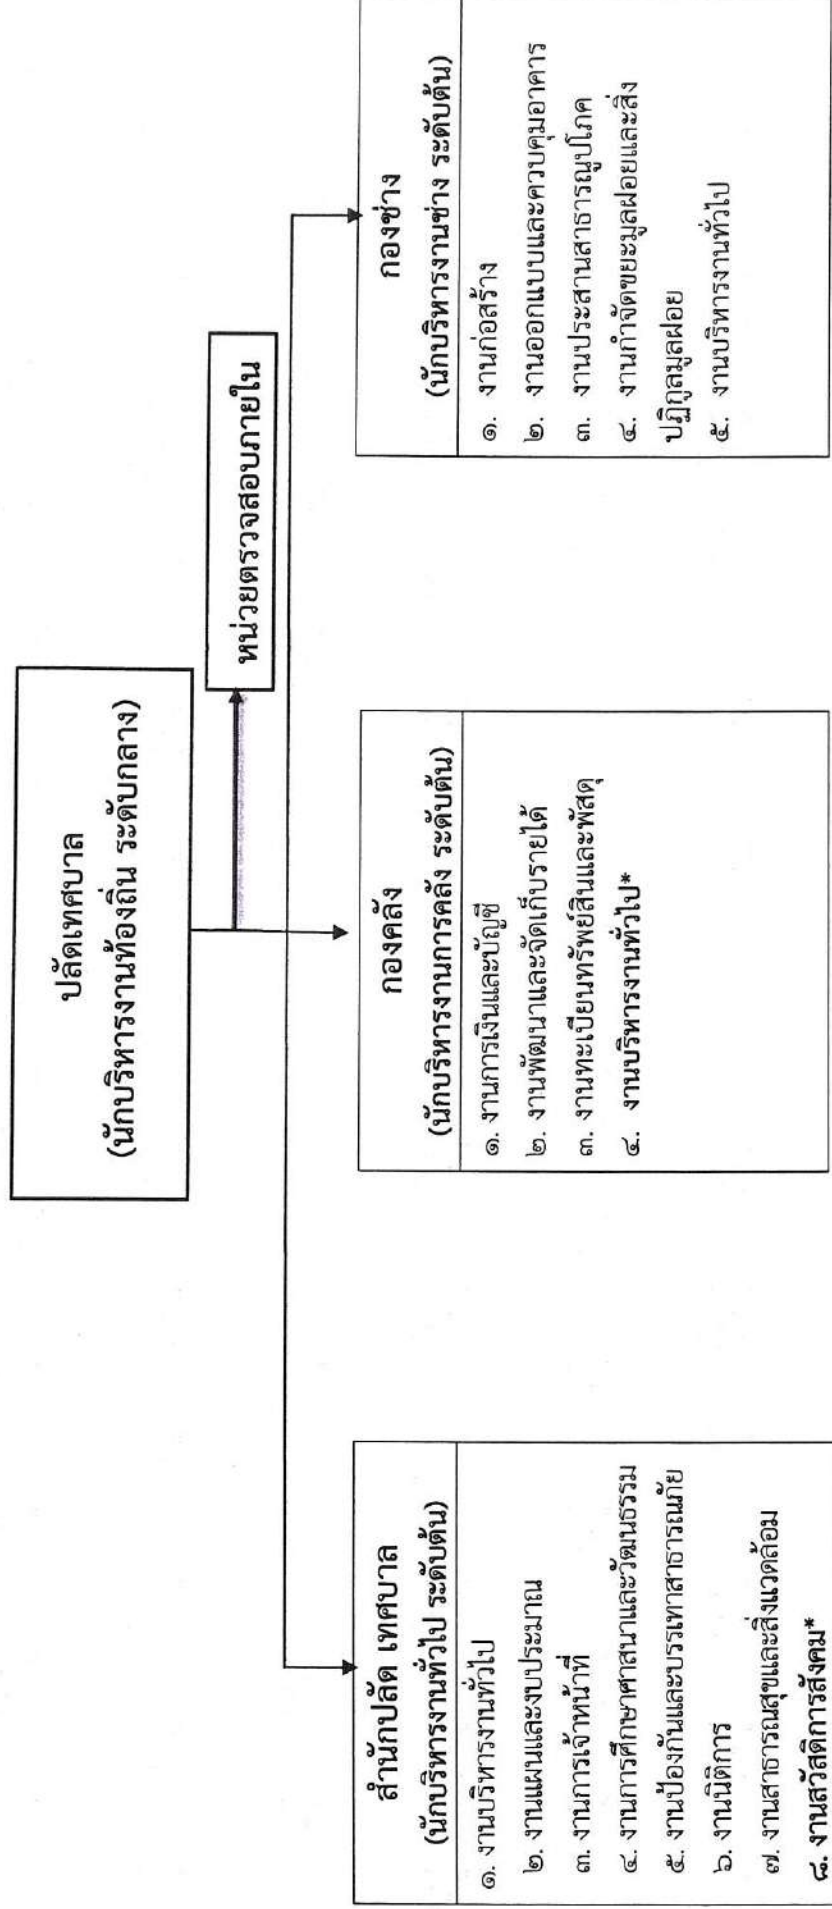 ปลัดเทศบาล
(นักบริหารงานท้องถิ่น ระดับกลาง)
หน่วยตรวจสอบภายใน
สำนักปลัด เทศบาล
(นักบริหารงานทั่วไป ระดับต้น)
๑. งานบริหารงานทั่วไป
๒. งานแผนและงบประมาณ
๓. งานการเจ้าหน้าที่
๔. งานการศึกษาศาสนาและวัฒนธรรม
๕. งานป้องกันและบรรเทาสาธารณภัย
๖. งานนิติการ
๗. งานสาธารณสุขและสิ่งแวดล้อม
๘. งานสวัสดิการสังคม*
กองคลัง
(นักบริหารงานการคลัง ระดับต้น)
๑. งานการเงินและบัญชี
๒. งานพัฒนาและจัดเก็บรายได้
๓. งานทะเบียนทรัพย์สินและพัสดุ
๔. งานบริหารงานทั่วไป*
กองช่าง
(นักบริหารงานช่าง ระดับต้น)
๑. งานก่อสร้าง
๒. งานออกแบบและควบคุมอาคาร
๓. งานประสานสาธารณูปโภค
๔. งานกำจัดขยะมูลฝอยและสิ่ง
ปฏิกูลมูลฝอย
๕. งานบริหารงานทั่วไป